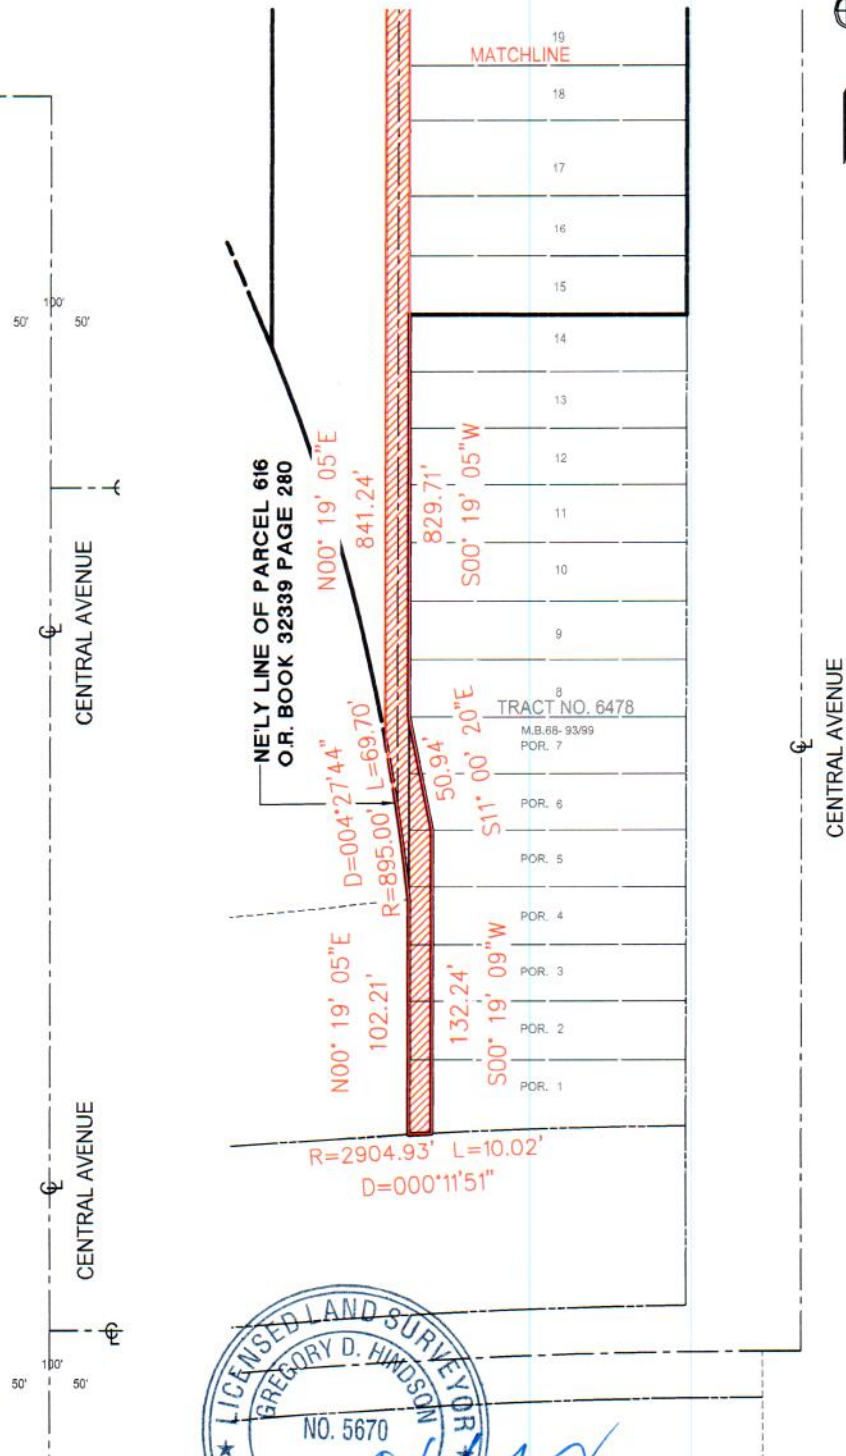 19
MATCHLINE
18
17
16
15
100'
50' 50'
14
13
12
11
10
9
8
N00° 19' 05"E
841.24'
829.71'
S00° 19' 05"W
NE'LY LINE OF PARCEL 616
O.R. BOOK 32339 PAGE 280
CENTRAL AVENUE
TRACT NO. 6478
M.B.68- 93/99
POR. 7
POR. 6
POR. 5
POR. 4
POR. 3
POR. 2
POR. 1
D=004°27'44"
R=895.00' L=69.70'
50.94'
S11° 00' 20"E
CENTRAL AVENUE
N00° 19' 05"E
102.21'
132.24'
S00° 19' 09"W
R=2904.93' L=10.02'
D=000°11'51"
CENTRAL AVENUE
100'
50' 50'
LICENSED LAND SURVEYOR
GREGORY D. HINDSON
NO. 5670